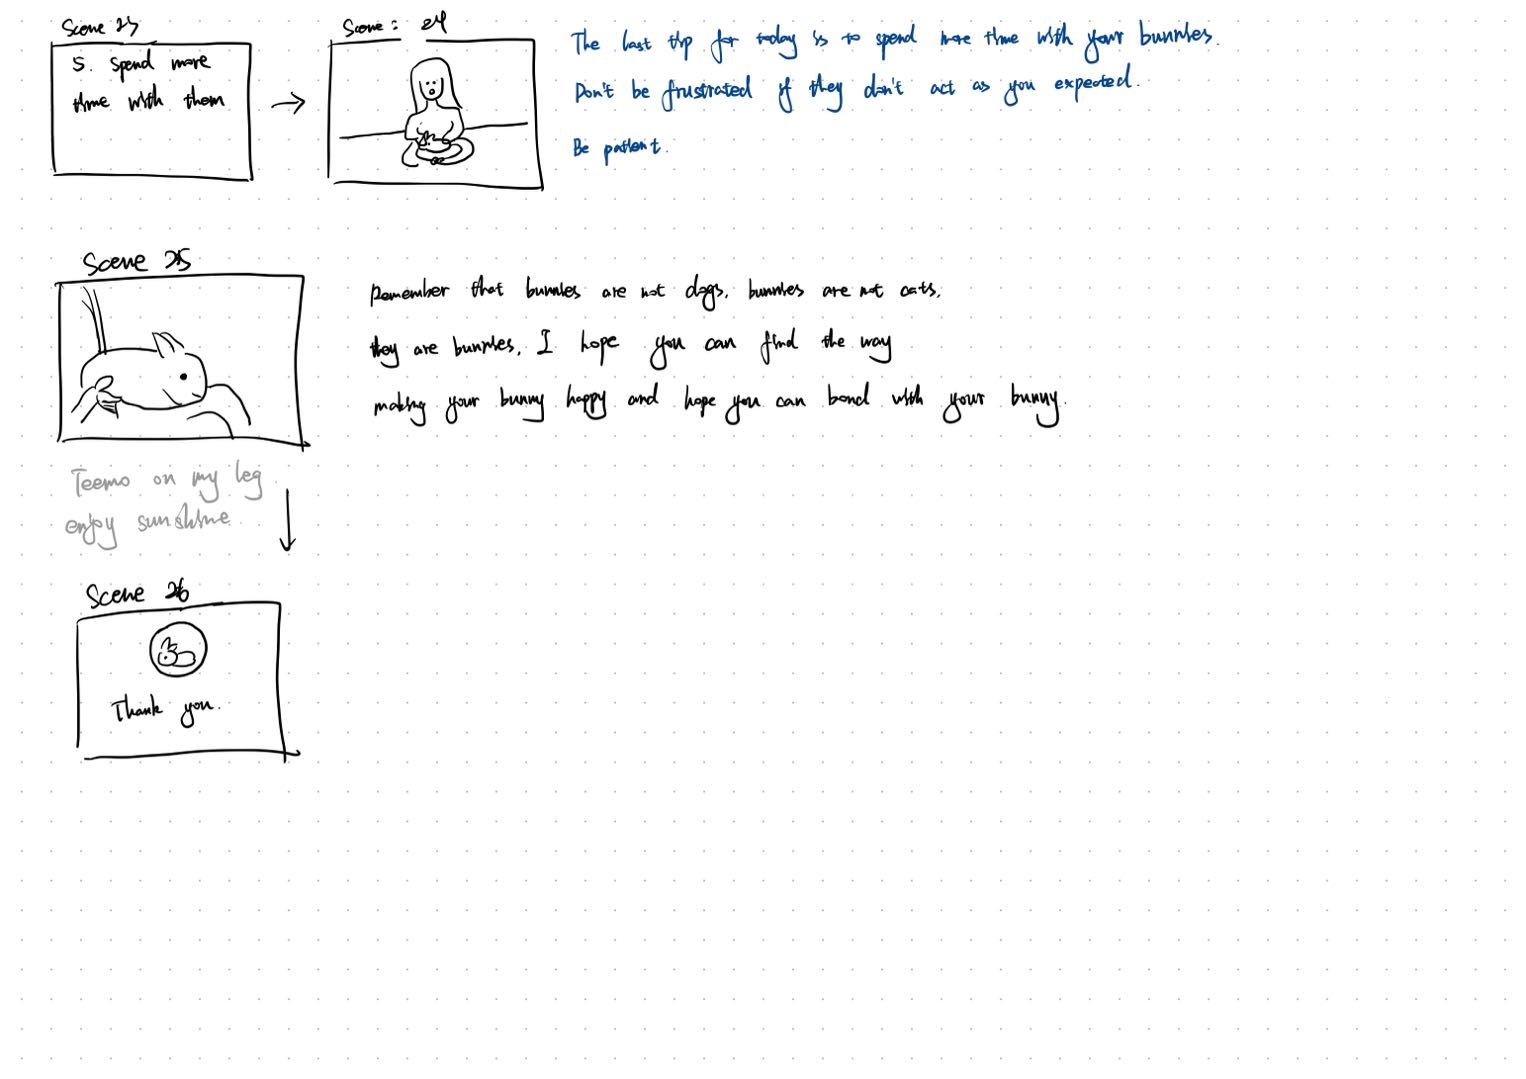 Scene 23
5. Spend more
time with them
Scene: 24
The last tip for today is to spend more time with your bunnies.
Don't be frustrated if they don't act as you expected.
Be patient.
Scene 25
Remember that bunnies are not dogs, bunnies are not cats,
they are bunnies, I hope you can find the way
making your bunny happy and hope you can bond with your bunny.
Teemo on my leg
enjoy sunshine.
Scene 26
Thank you.